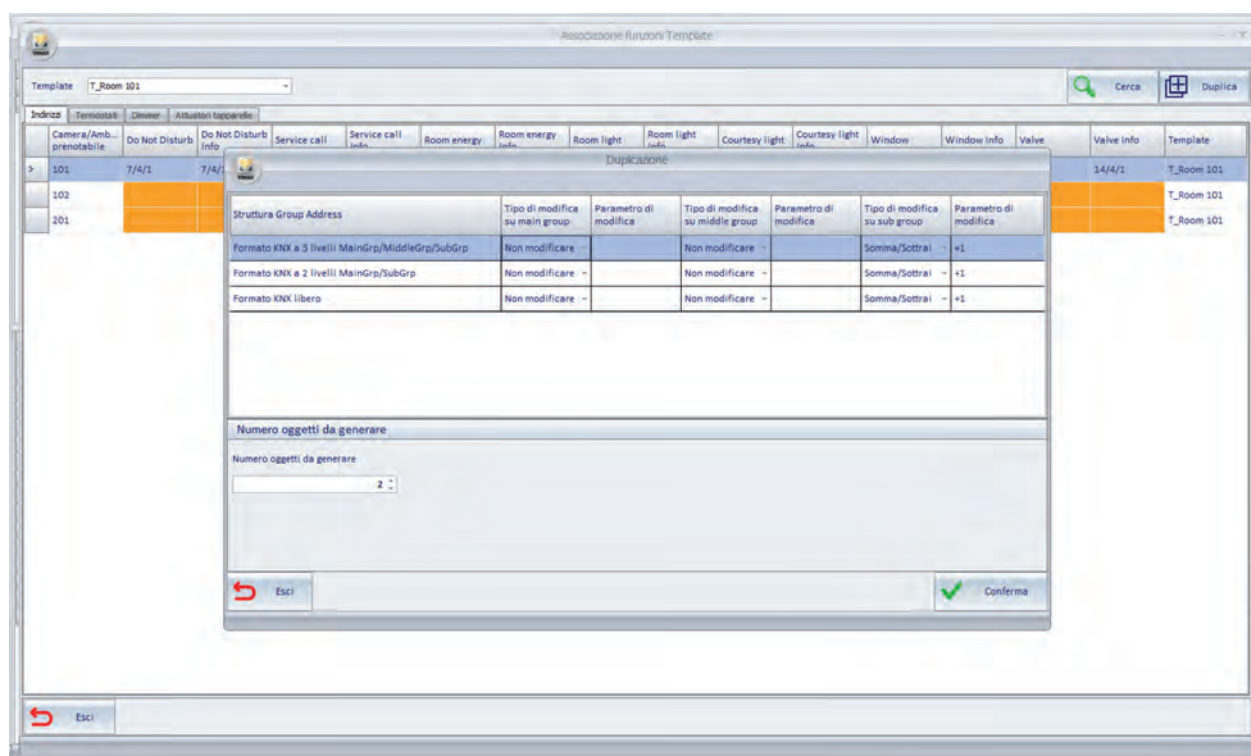 Associazione funzioni Template
Template T_Room 101 Cerca Duplica
Indirizzi Termostati Dimmer Attuatori tapparelle
Camera/Amb... prenotabile Do Not Disturb Do Not Disturb Info Service call Service call Info Room energy Room energy Info Room light Room light Info Courtesy light Courtesy light Info Window Window Info Valve Valve Info Template
101 7/4/1 7/4/ 14/4/1 T_Room 101
102 T_Room 101
201 T_Room 101
Duplicazione
Struttura Group Address Tipo di modifica su main group Parametro di modifica Tipo di modifica su middle group Parametro di modifica Tipo di modifica su sub group Parametro di modifica
Formato KNX a 3 livelli MainGrp/MiddleGrp/SubGrp Non modificare Non modificare Somma/Sottrai +1
Formato KNX a 2 livelli MainGrp/SubGrp Non modificare Non modificare Somma/Sottrai +1
Formato KNX libero Non modificare Non modificare Somma/Sottrai +1
Numero oggetti da generare
Numero oggetti da generare
2
Esci Conferma
Esci